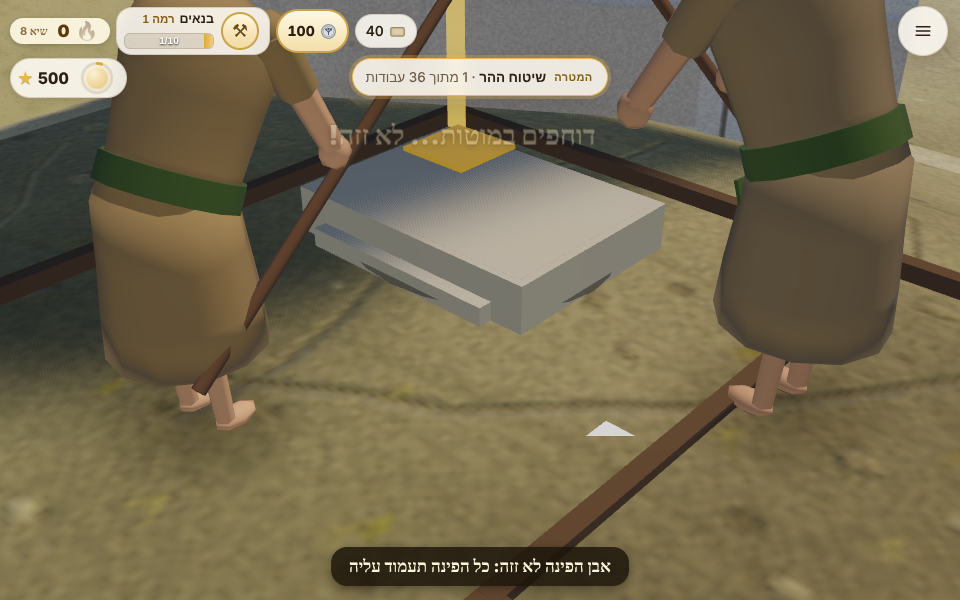 שיא 8 0
בנאים רמה 1
1/10
100
40
500
המטרה שיטוח ההר · 1 מתוך 36 עבודות
דוחפים במוטות... לא זזה!
אבן הפינה לא זזה: כל הפינה תעמוד עליה